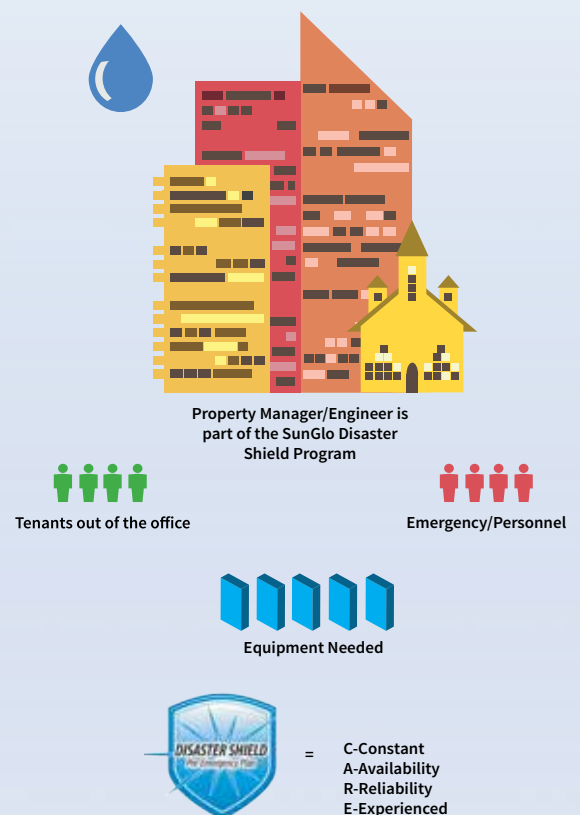 Property Manager/Engineer is
part of the SunGlo Disaster
Shield Program
Tenants out of the office
Emergency/Personnel
Equipment Needed
DISASTER SHIELD
Pre Emergency Plan
=
C-Constant
A-Availability
R-Reliability
E-Experienced